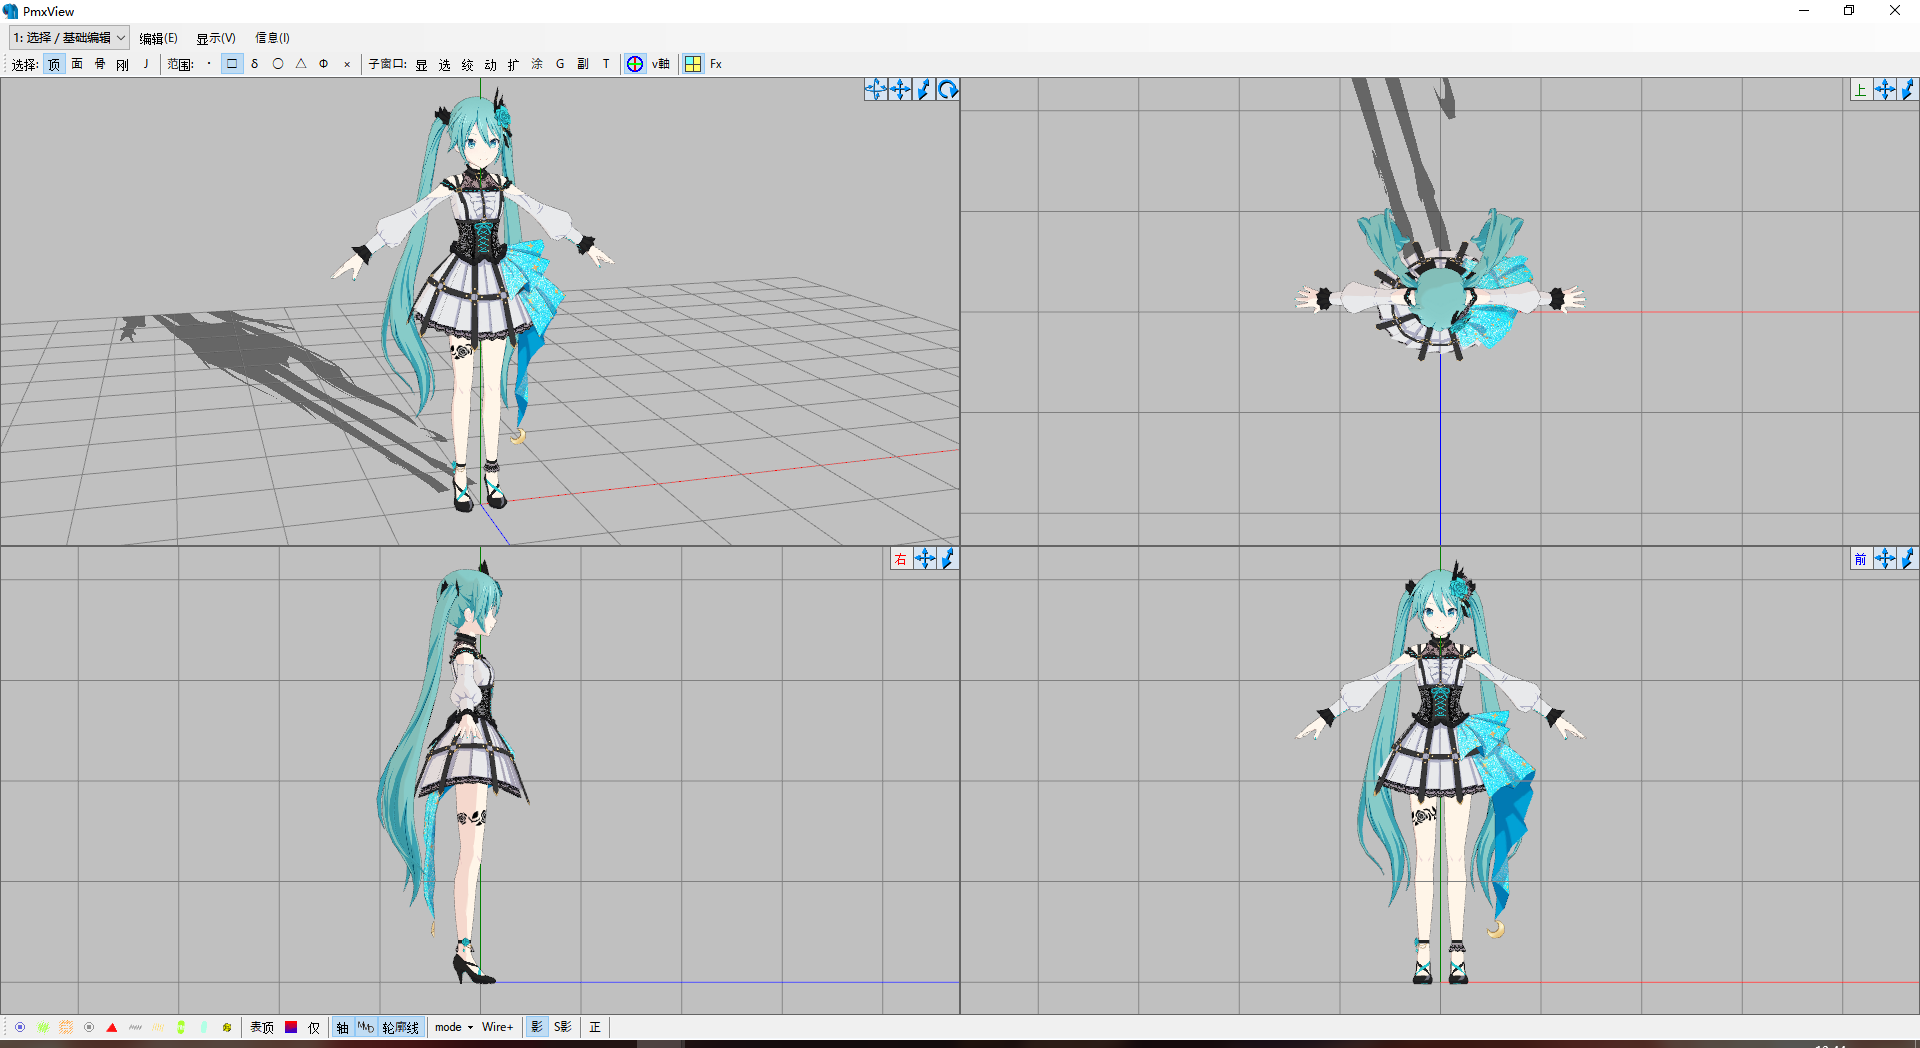 PmxView
1: 选择 / 基础编辑 编辑(E) 显示(V) 信息(I)
选择: 顶 面 骨 刚 J 范围: δ Φ × 子窗口: 显 选 绞 动 扩 涂 G 副 T v軸 Fx
上
右
前
表顶 仅 轴 MMD 轮廓线 mode Wire+ 影 S影 正